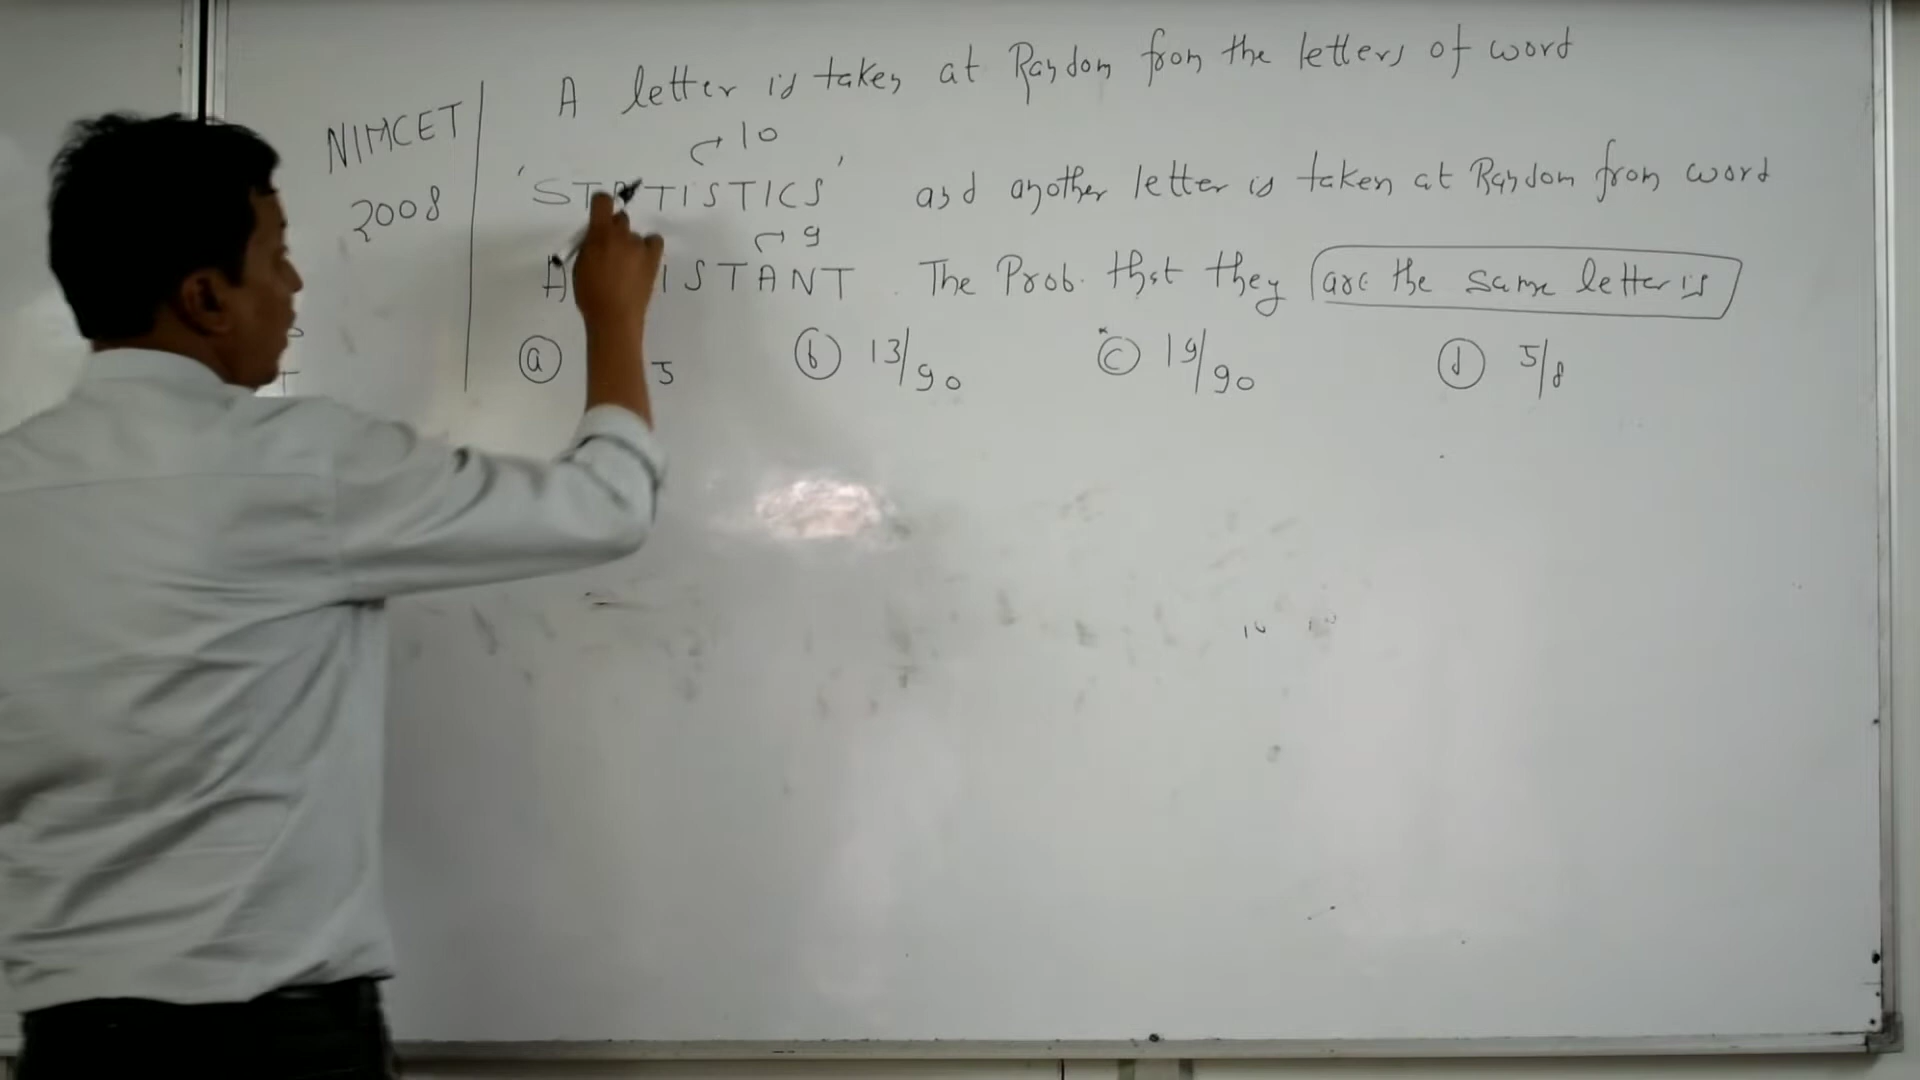 A letter is taken at Random from the letters of word
NIMCET
10
'STATISTICS' and another letter is taken at Random from word
2008
9
ISTANT The Prob. that they are the same letter is
(a) 5 (b) 13/90 (c) 19/90 (d) 5/8